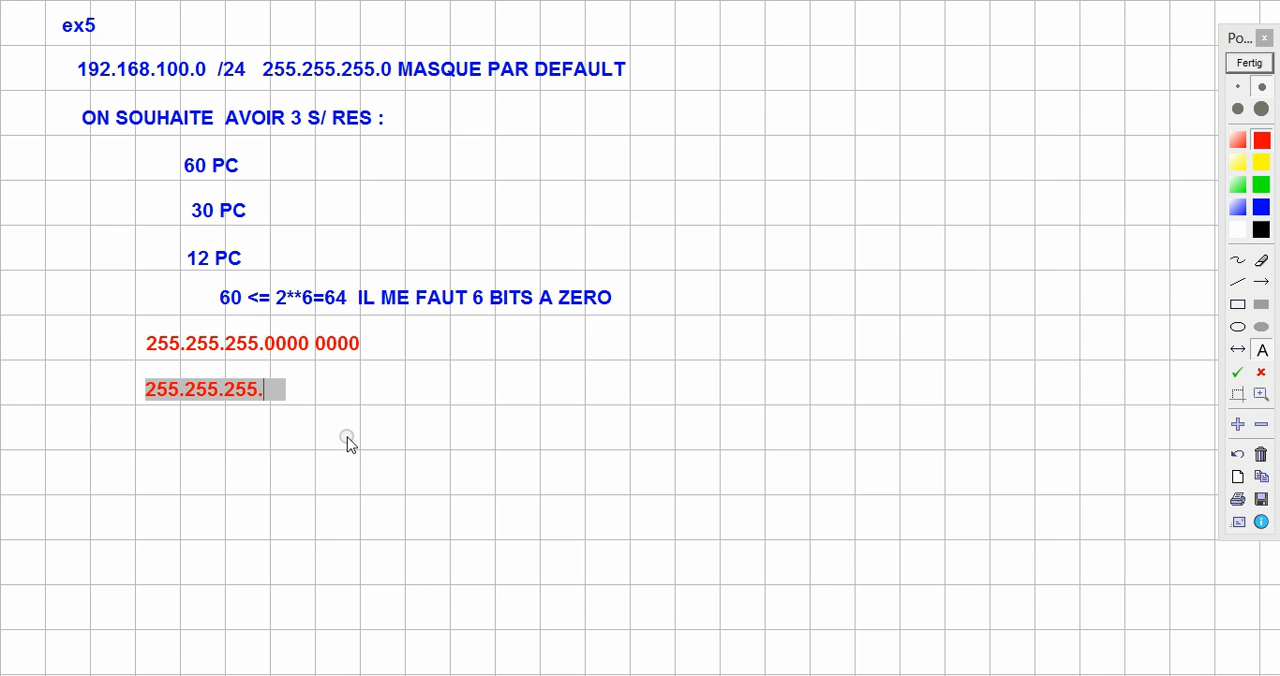 ex5
192.168.100.0 /24 255.255.255.0 MASQUE PAR DEFAULT
ON SOUHAITE AVOIR 3 S/ RES :
60 PC
30 PC
12 PC
60 <= 2**6=64 IL ME FAUT 6 BITS A ZERO
255.255.255.0000 0000
255.255.255.
Po...
Fertig
A